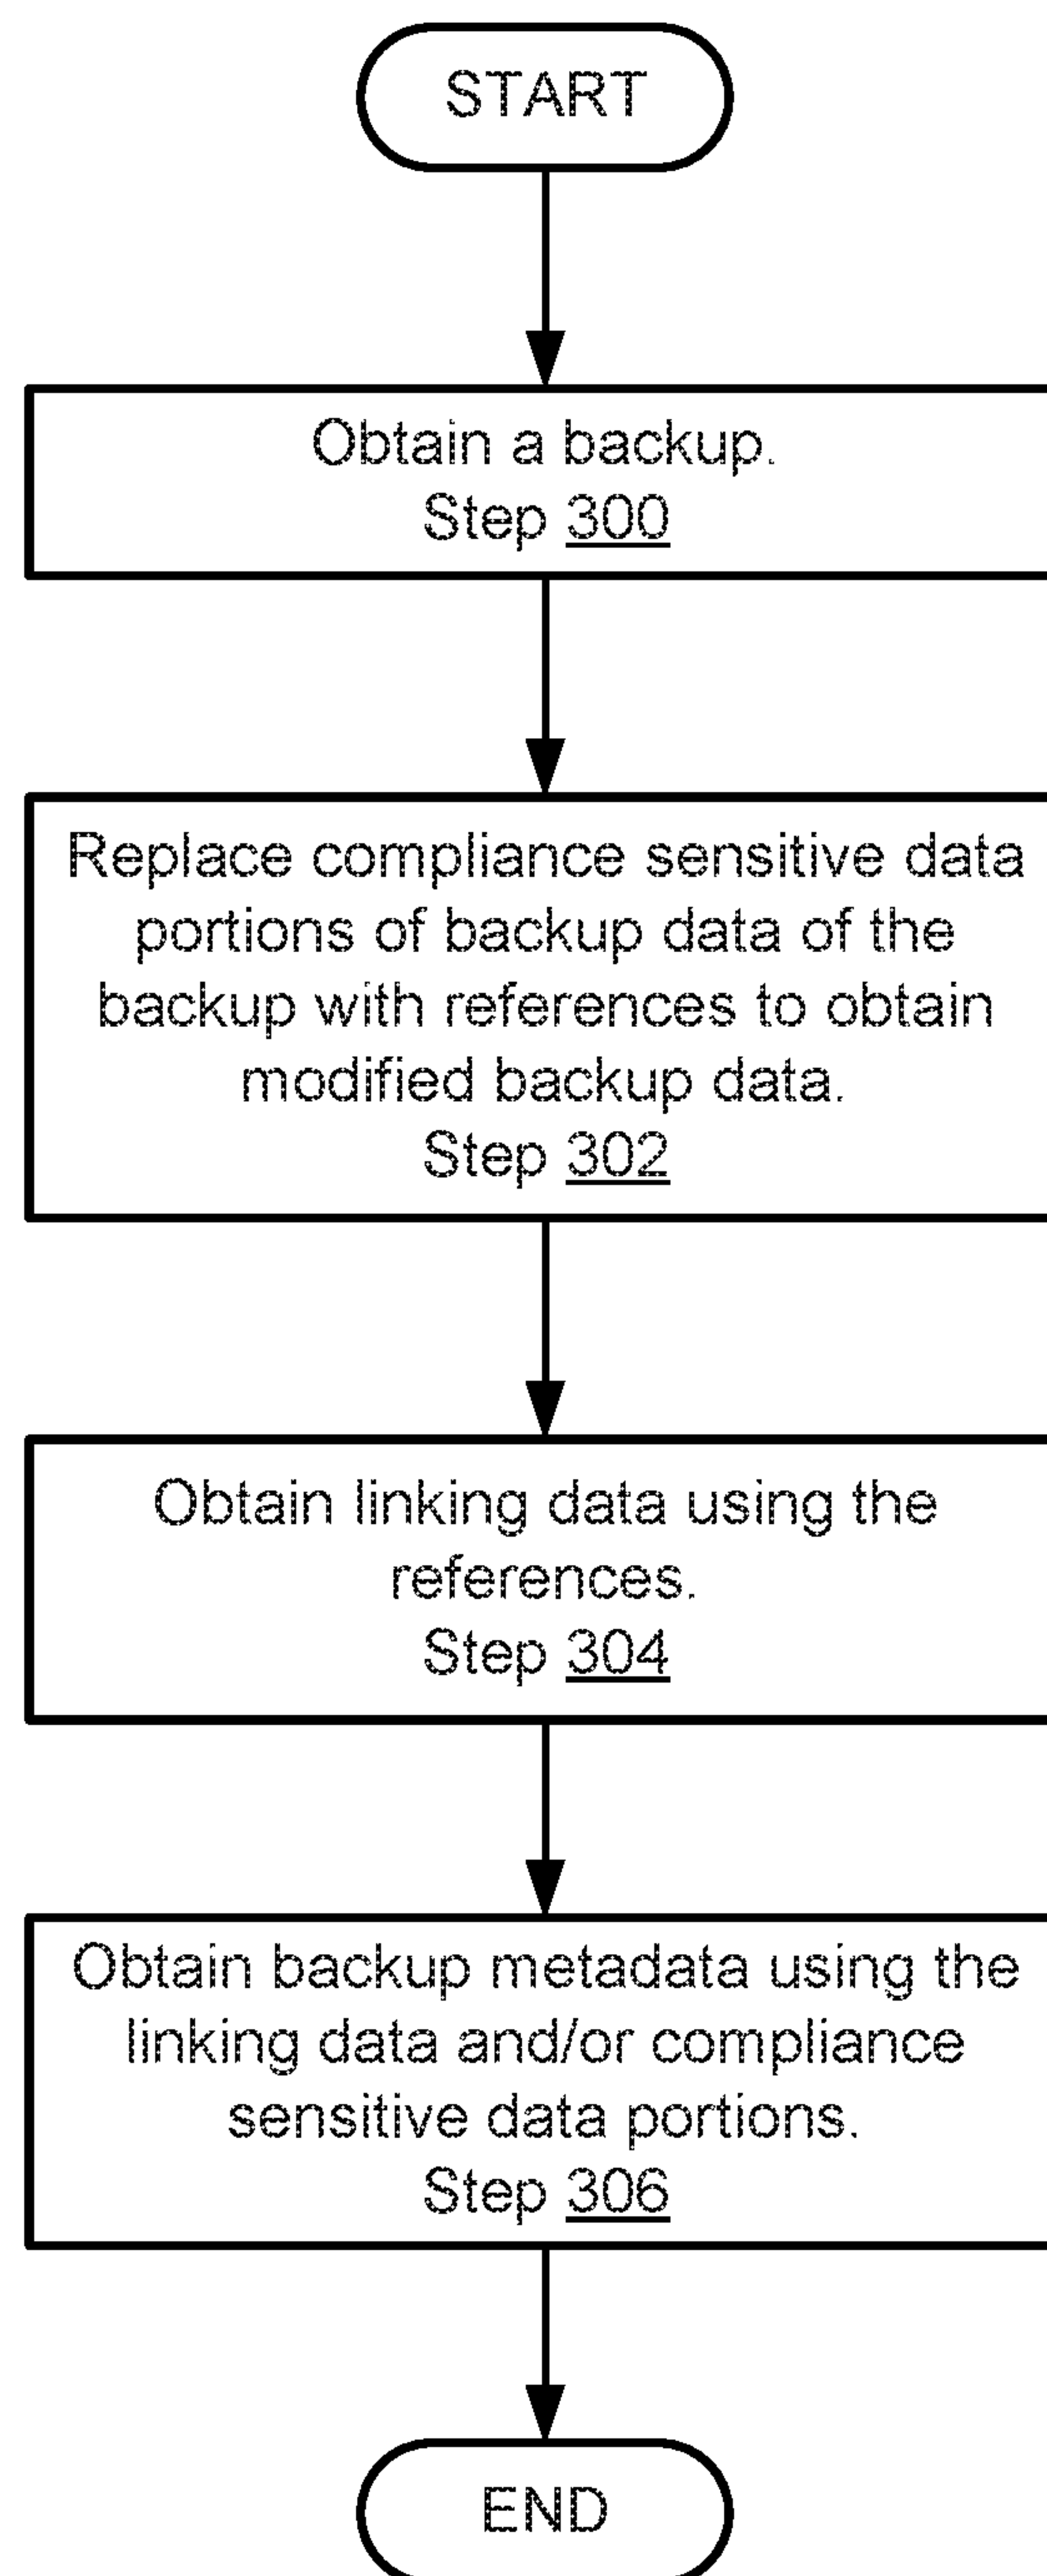 START
Obtain a backup.
Step 300
Replace compliance sensitive data
portions of backup data of the
backup with references to obtain
modified backup data.
Step 302
Obtain linking data using the
references.
Step 304
Obtain backup metadata using the
linking data and/or compliance
sensitive data portions.
Step 306
END